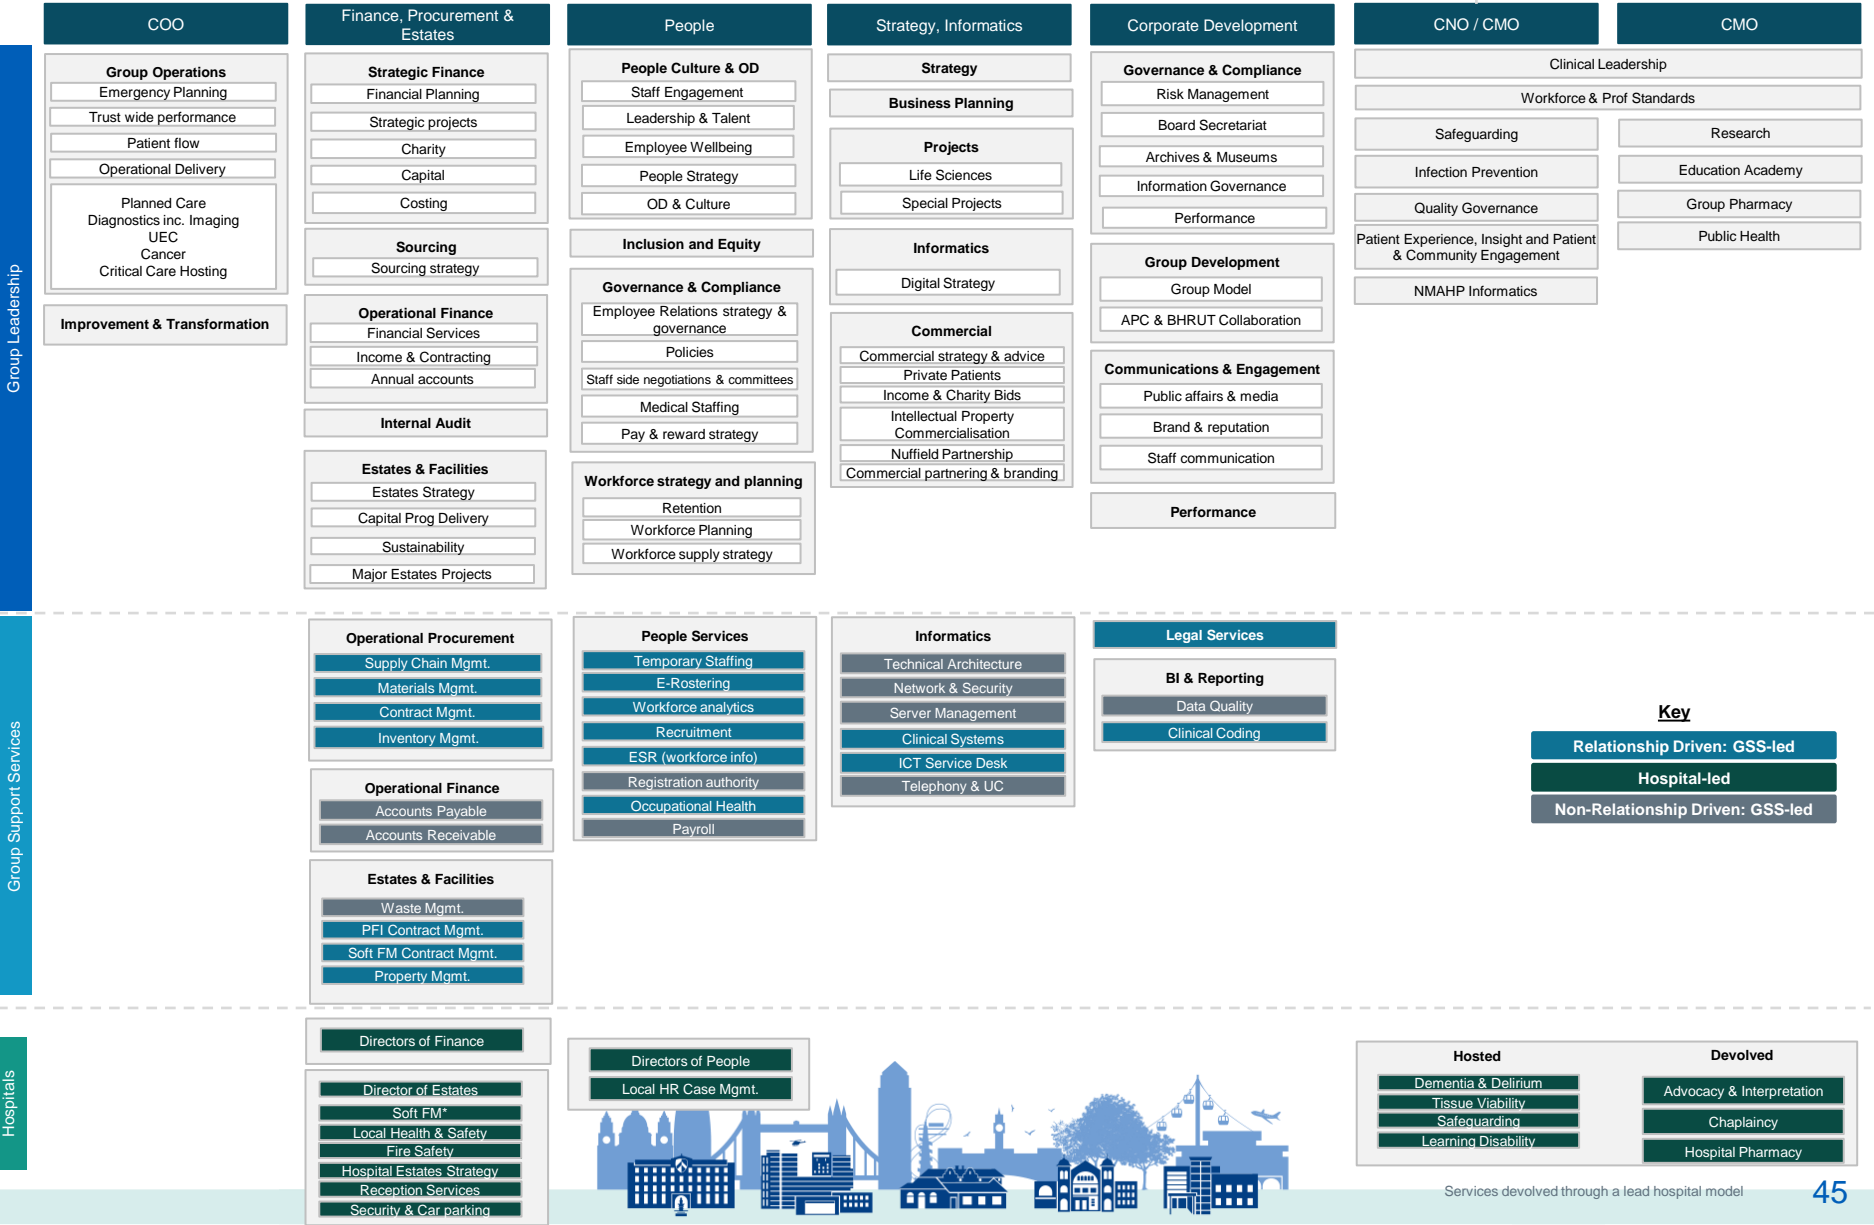 COO
Finance, Procurement &
Estates
People
Strategy, Informatics
Corporate Development
CNO / CMO
CMO
Group Leadership
Group Operations
Emergency Planning
Trust wide performance
Patient flow
Operational Delivery
Planned Care
Diagnostics inc. Imaging
UEC
Cancer
Critical Care Hosting
Improvement & Transformation
Strategic Finance
Financial Planning
Strategic projects
Charity
Capital
Costing
Sourcing
Sourcing strategy
Operational Finance
Financial Services
Income & Contracting
Annual accounts
Internal Audit
Estates & Facilities
Estates Strategy
Capital Prog Delivery
Sustainability
Major Estates Projects
People Culture & OD
Staff Engagement
Leadership & Talent
Employee Wellbeing
People Strategy
OD & Culture
Inclusion and Equity
Governance & Compliance
Employee Relations strategy &
governance
Policies
Staff side negotiations & committees
Medical Staffing
Pay & reward strategy
Workforce strategy and planning
Retention
Workforce Planning
Workforce supply strategy
Strategy
Business Planning
Projects
Life Sciences
Special Projects
Informatics
Digital Strategy
Commercial
Commercial strategy & advice
Private Patients
Income & Charity Bids
Intellectual Property
Commercialisation
Nuffield Partnership
Commercial partnering & branding
Governance & Compliance
Risk Management
Board Secretariat
Archives & Museums
Information Governance
Performance
Group Development
Group Model
APC & BHRUT Collaboration
Communications & Engagement
Public affairs & media
Brand & reputation
Staff communication
Performance
Clinical Leadership
Workforce & Prof Standards
Safeguarding
Infection Prevention
Quality Governance
Patient Experience, Insight and Patient
& Community Engagement
NMAHP Informatics
Research
Education Academy
Group Pharmacy
Public Health
Group Support Services
Operational Procurement
Supply Chain Mgmt.
Materials Mgmt.
Contract Mgmt.
Inventory Mgmt.
Operational Finance
Accounts Payable
Accounts Receivable
Estates & Facilities
Waste Mgmt.
PFI Contract Mgmt.
Soft FM Contract Mgmt.
Property Mgmt.
People Services
Temporary Staffing
E-Rostering
Workforce analytics
Recruitment
ESR (workforce info)
Registration authority
Occupational Health
Payroll
Informatics
Technical Architecture
Network & Security
Server Management
Clinical Systems
ICT Service Desk
Telephony & UC
Legal Services
BI & Reporting
Data Quality
Clinical Coding
Key
Relationship Driven: GSS-led
Hospital-led
Non-Relationship Driven: GSS-led
Hospitals
Directors of Finance
Director of Estates
Soft FM*
Local Health & Safety
Fire Safety
Hospital Estates Strategy
Reception Services
Security & Car parking
Directors of People
Local HR Case Mgmt.
Hosted
Dementia & Delirium
Tissue Viability
Safeguarding
Learning Disability
Devolved
Advocacy & Interpretation
Chaplaincy
Hospital Pharmacy
Services devolved through a lead hospital model
45